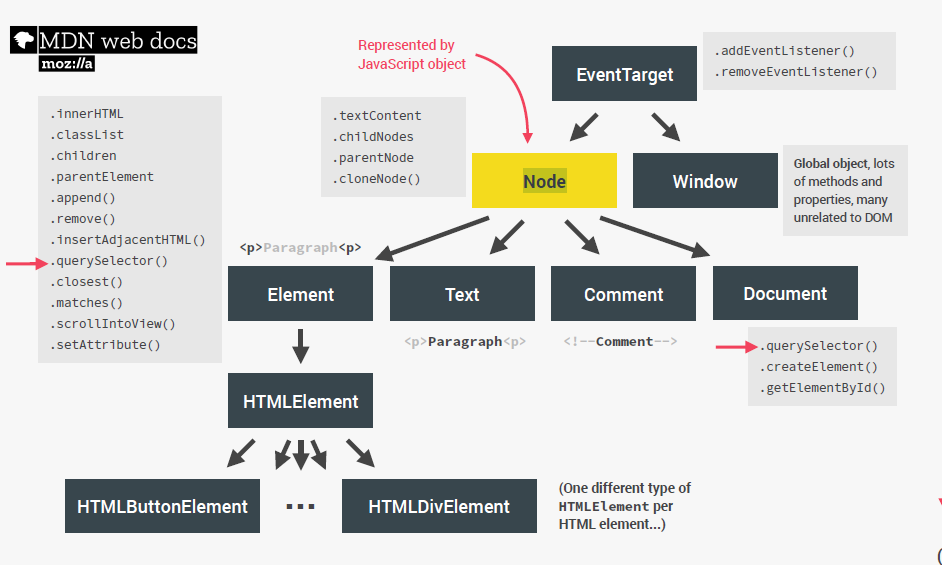 MDN web docs
moz://a
Represented by
JavaScript object
EventTarget
.addEventListener()
.removeEventListener()
.innerHTML
.classList
.children
.parentElement
.append()
.remove()
.insertAdjacentHTML()
.querySelector()
.closest()
.matches()
.scrollIntoView()
.setAttribute()
.textContent
.childNodes
.parentNode
.cloneNode()
Node
Window
Global object, lots
of methods and
properties, many
unrelated to DOM
<p>Paragraph<p>
Element
Text
Comment
Document
<p>Paragraph<p>
<!--Comment-->
.querySelector()
.createElement()
.getElementById()
HTMLElement
HTMLButtonElement
...
HTMLDivElement
(One different type of
HTMLElement per
HTML element...)
(